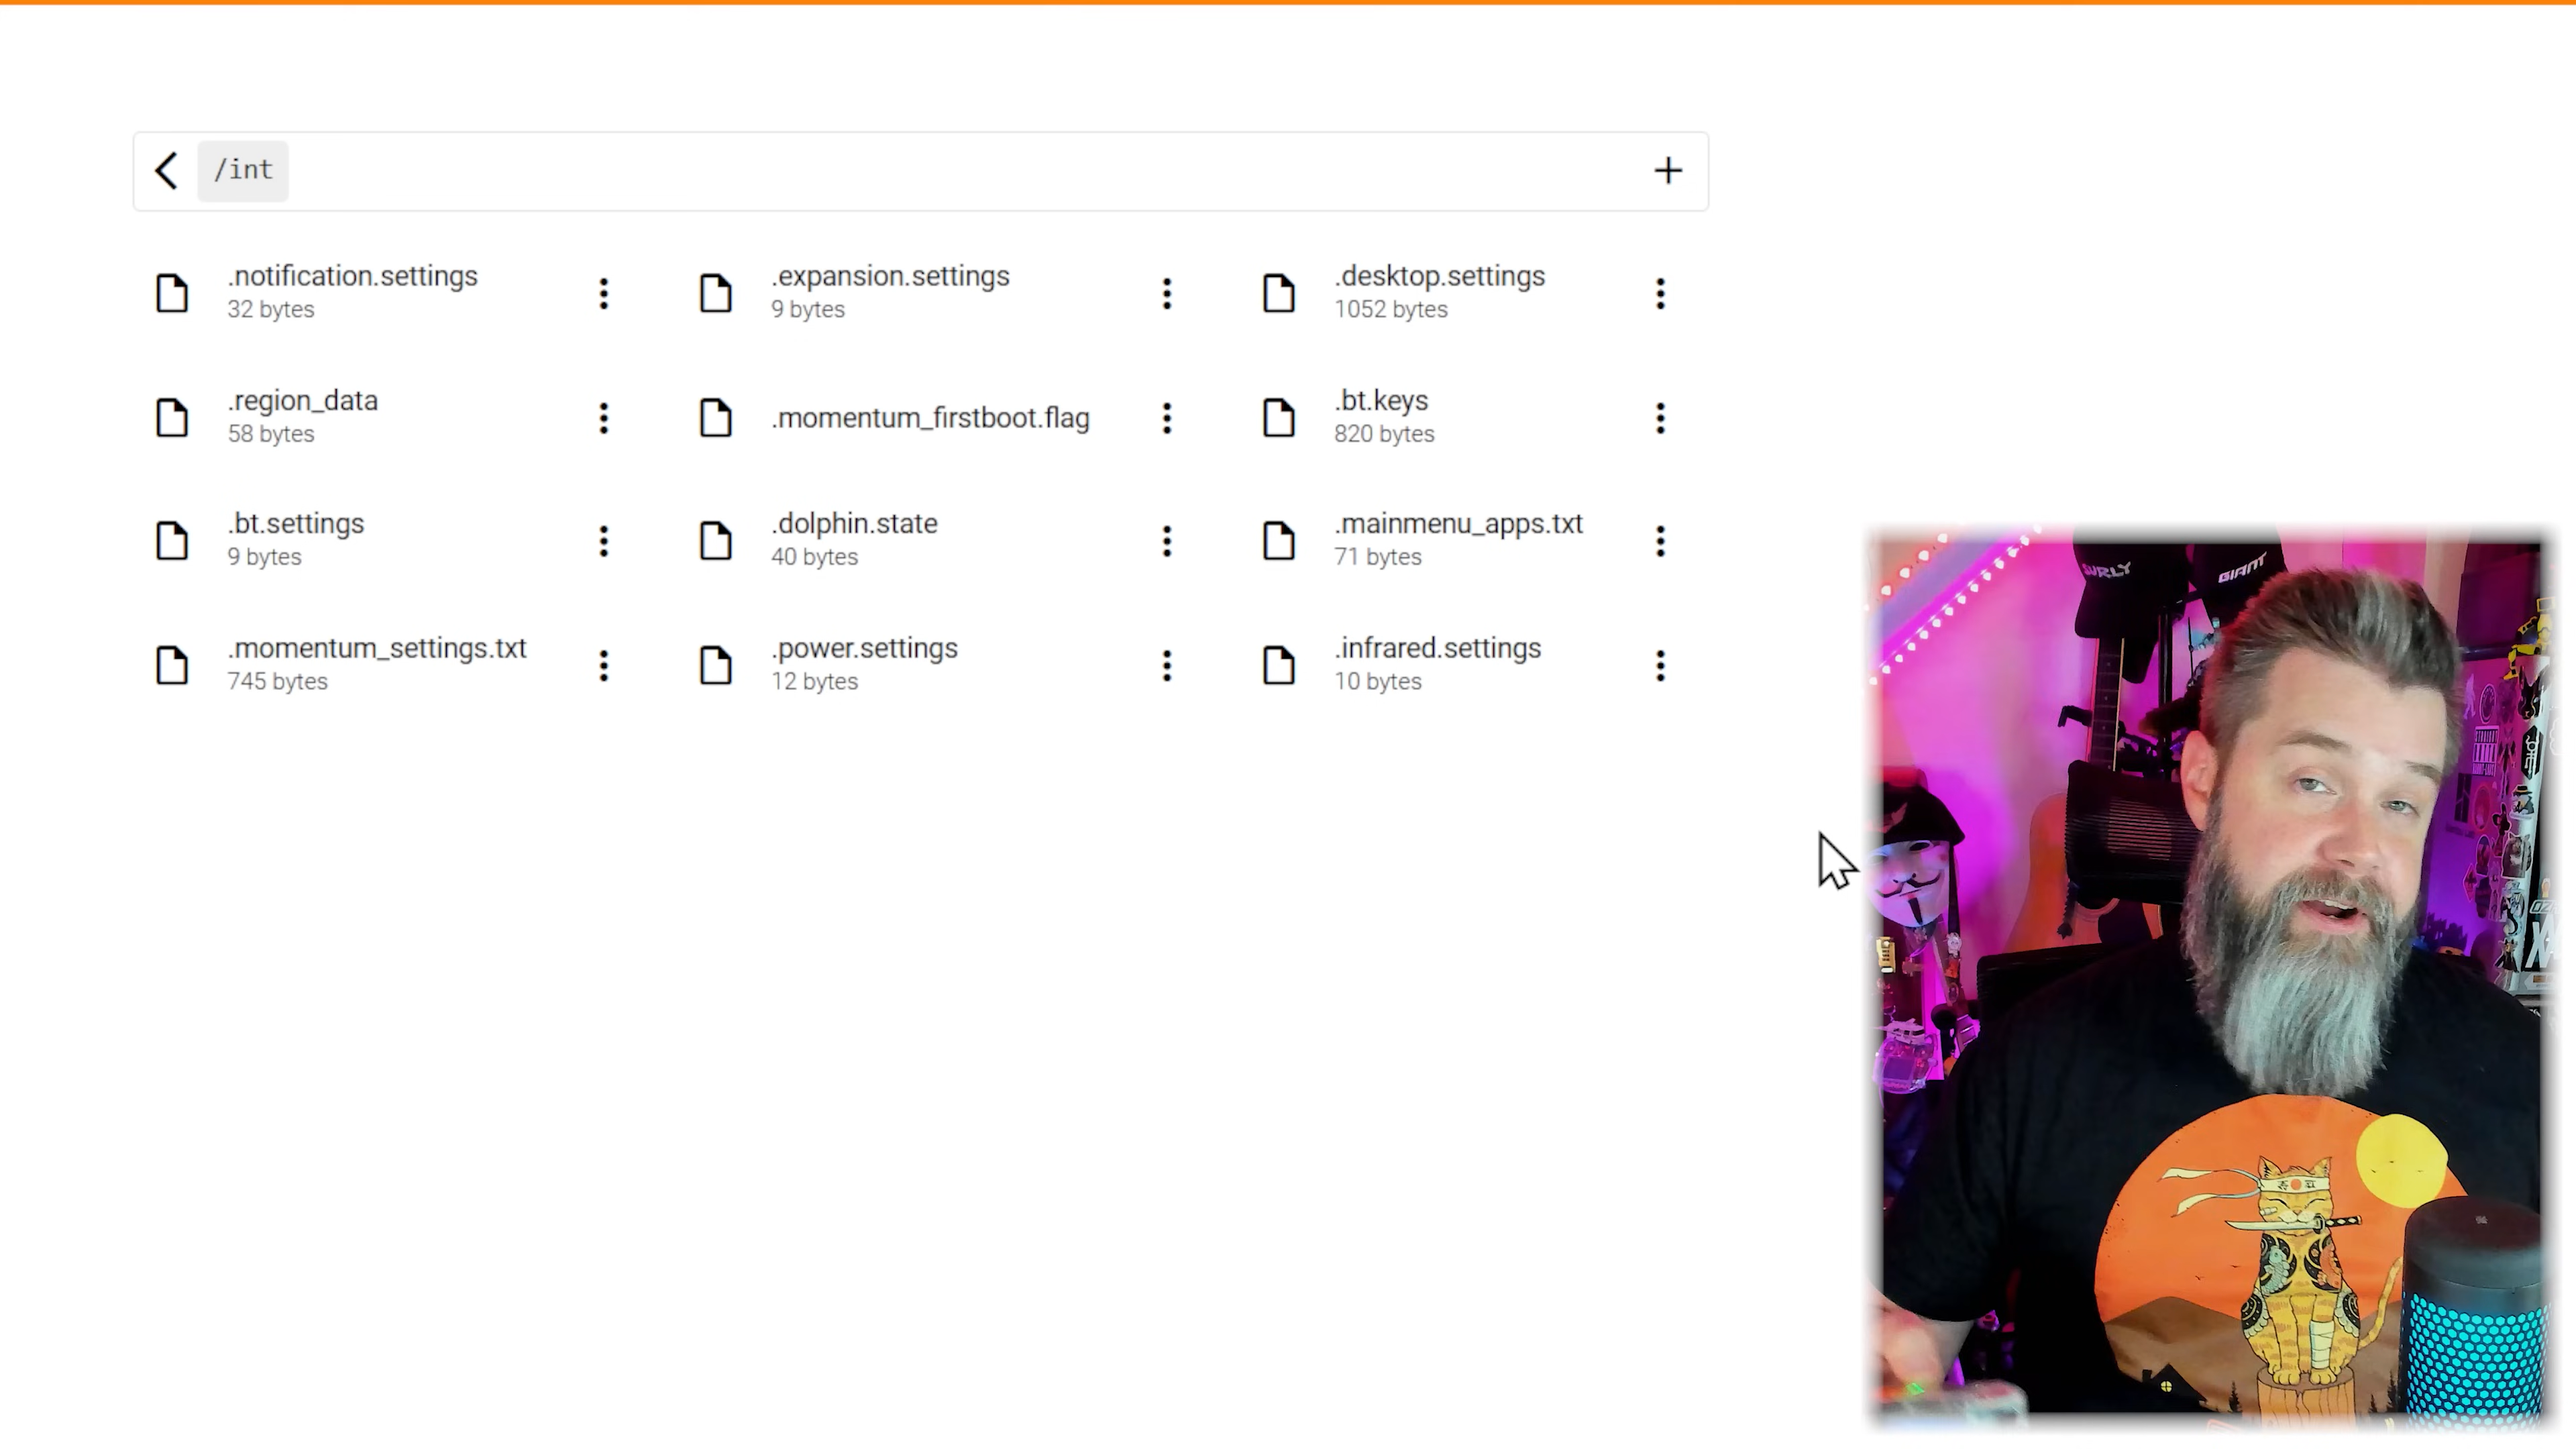 /int
.notification.settings
32 bytes
.expansion.settings
9 bytes
.desktop.settings
1052 bytes
.region_data
58 bytes
.momentum_firstboot.flag
.bt.keys
820 bytes
.bt.settings
9 bytes
.dolphin.state
40 bytes
.mainmenu_apps.txt
71 bytes
.momentum_settings.txt
745 bytes
.power.settings
12 bytes
.infrared.settings
10 bytes
SURLY
GIANT